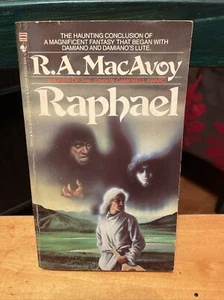 THE HAUNTING CONCLUSION OF
A MAGNIFICENT FANTASY THAT BEGAN WITH
DAMIANO AND DAMIANO'S LUTE.
R.A. MacAvoy
Raphael